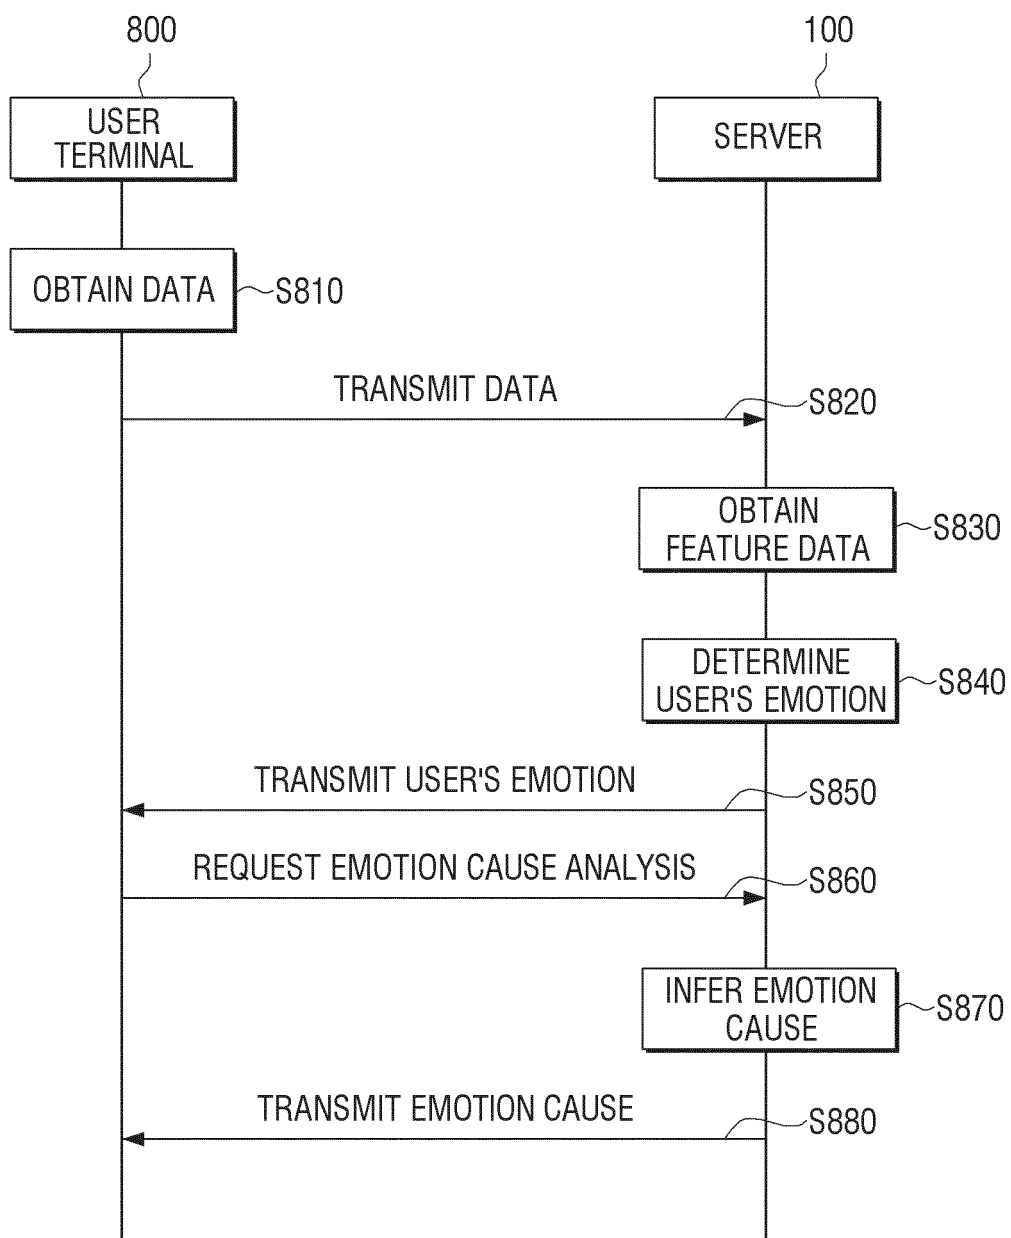 800
100
USER
TERMINAL
SERVER
OBTAIN DATA
S810
TRANSMIT DATA
S820
OBTAIN
FEATURE DATA
S830
DETERMINE
USER'S EMOTION
S840
TRANSMIT USER'S EMOTION
S850
REQUEST EMOTION CAUSE ANALYSIS
S860
INFER EMOTION
CAUSE
S870
TRANSMIT EMOTION CAUSE
S880